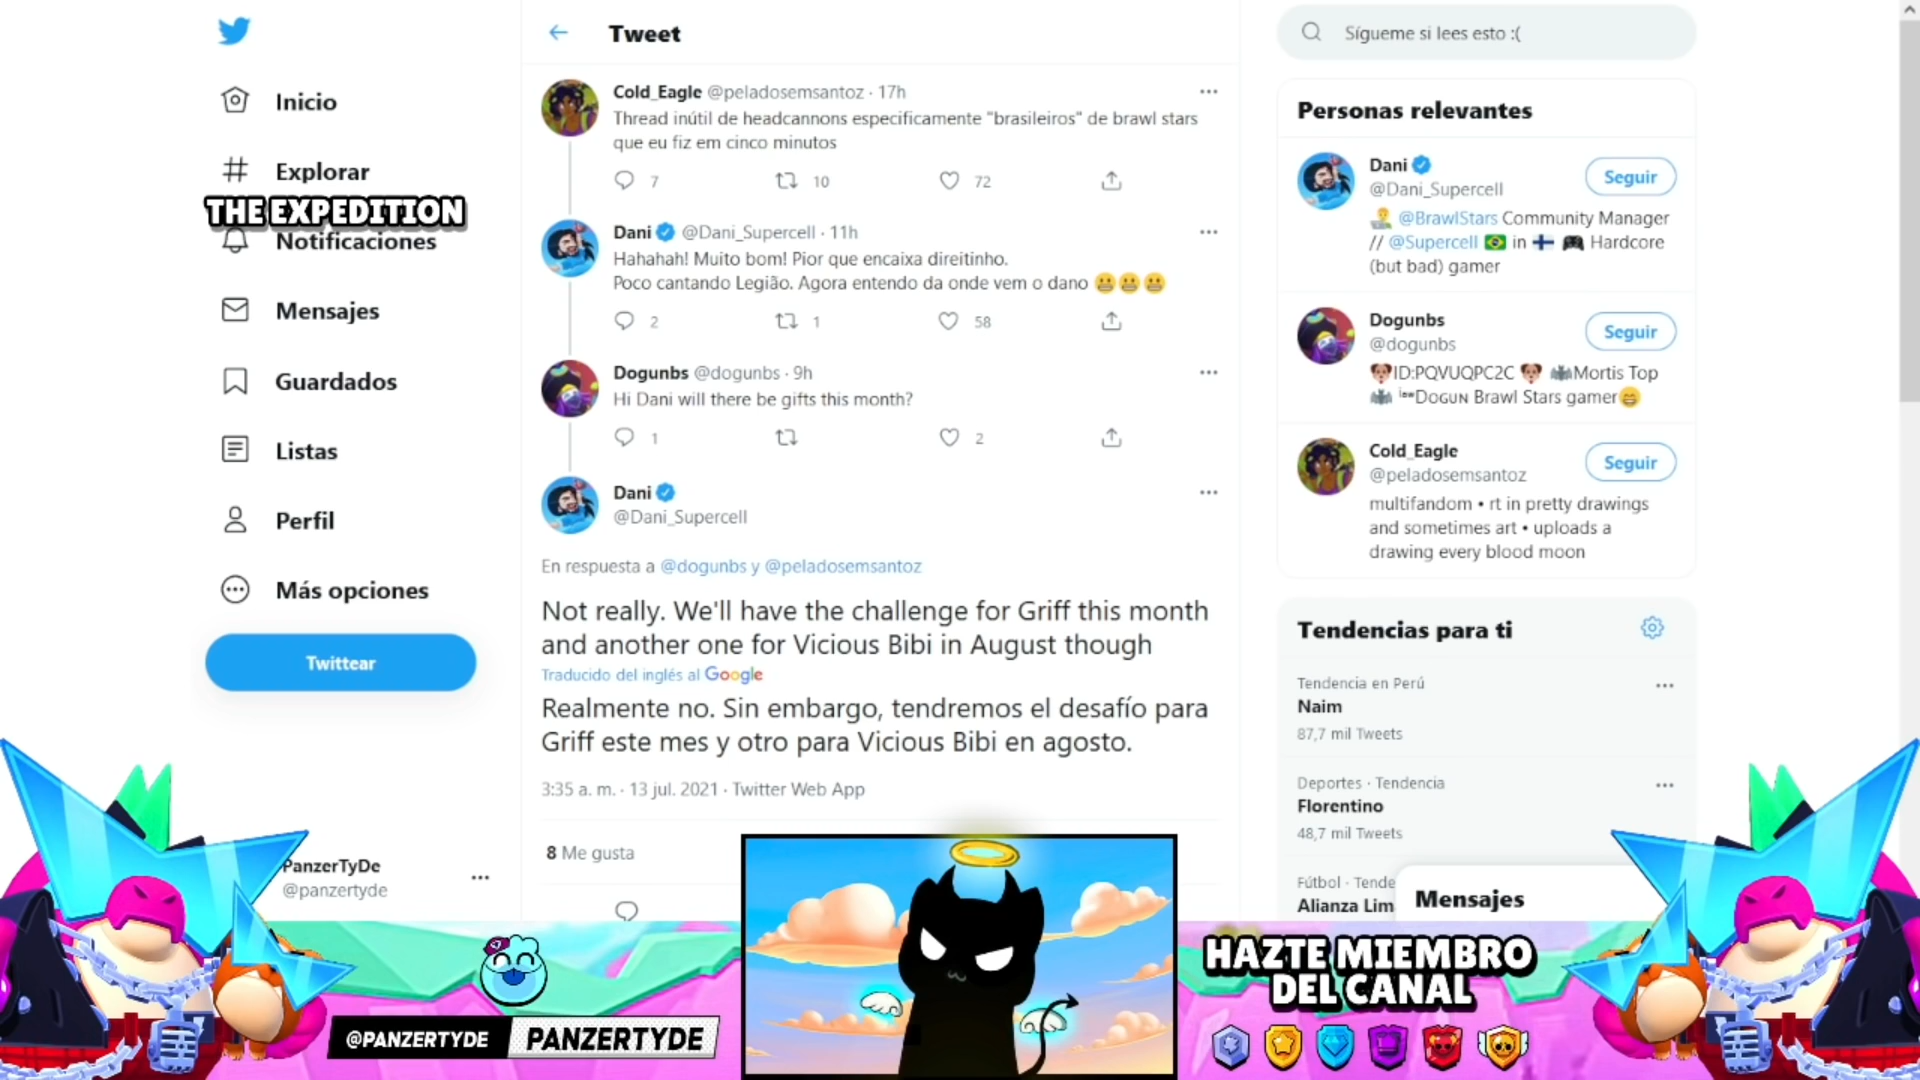 Inicio
Explorar
THE EXPEDITION
Notificaciones
Mensajes
Guardados
Listas
Perfil
Más opciones
Twittear
PanzerTyDe
@panzertyde
Tweet
Cold_Eagle @peladosemsantoz · 17h
Thread inútil de headcannons especificamente "brasileiros" de brawl stars
que eu fiz em cinco minutos
7 10 72
Dani @Dani_Supercell · 11h
Hahahah! Muito bom! Pior que encaixa direitinho.
Poco cantando Legião. Agora entendo da onde vem o dano 😬😬😬
2 1 58
Dogunbs @dogunbs · 9h
Hi Dani will there be gifts this month?
1 2
Dani
@Dani_Supercell
En respuesta a @dogunbs y @peladosemsantoz
Not really. We'll have the challenge for Griff this month
and another one for Vicious Bibi in August though
Traducido del inglés al Google
Realmente no. Sin embargo, tendremos el desafío para
Griff este mes y otro para Vicious Bibi en agosto.
3:35 a. m. · 13 jul. 2021 · Twitter Web App
8 Me gusta
Sígueme si lees esto :(
Personas relevantes
Dani
@Dani_Supercell
Seguir
@BrawlStars Community Manager
// @Supercell 🇧🇷 in 🇫🇮 🎮 Hardcore
(but bad) gamer
Dogunbs
@dogunbs
Seguir
🐶ID:PQVUQPC2C 🐶 🦇Mortis Top
🦇 Dogun Brawl Stars gamer😁
Cold_Eagle
@peladosemsantoz
Seguir
multifandom • rt in pretty drawings
and sometimes art • uploads a
drawing every blood moon
Tendencias para ti
Tendencia en Perú
Naim
87,7 mil Tweets
Deportes · Tendencia
Florentino
48,7 mil Tweets
Fútbol · Tende
Alianza Lim
Mensajes
@PANZERTYDE PANZERTYDE
HAZTE MIEMBRO
DEL CANAL